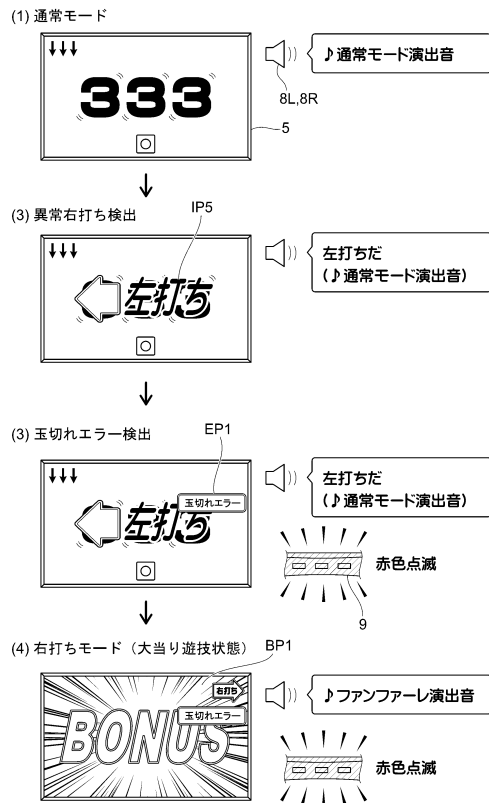 (1) 通常モード
↓↓↓
333
♪通常モード演出音
8L,8R
5
(3) 異常右打ち検出
IP5
↓↓↓
左打ち
左打ちだ
(♪通常モード演出音)
(3) 玉切れエラー検出
EP1
↓↓↓
左打ち
玉切れエラー
左打ちだ
(♪通常モード演出音)
赤色点滅
9
(4) 右打ちモード（大当り遊技状態）
BP1
右打ち
玉切れエラー
BONUS
♪ファンファーレ演出音
赤色点滅